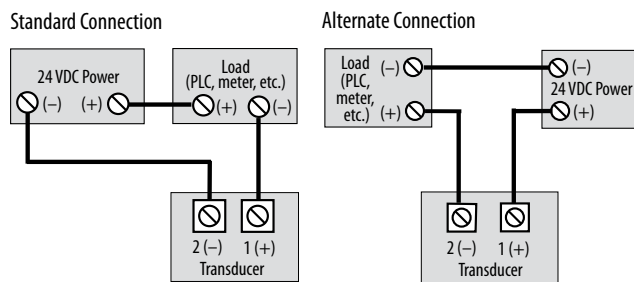 Standard Connection
24 VDC Power
(–) (+)
Load
(PLC, meter, etc.)
(+) (–)
2 (–) 1 (+)
Transducer
Alternate Connection
Load (–)
(PLC,
meter,
etc.) (+)
(–)
24 VDC Power
(+)
2 (–) 1 (+)
Transducer